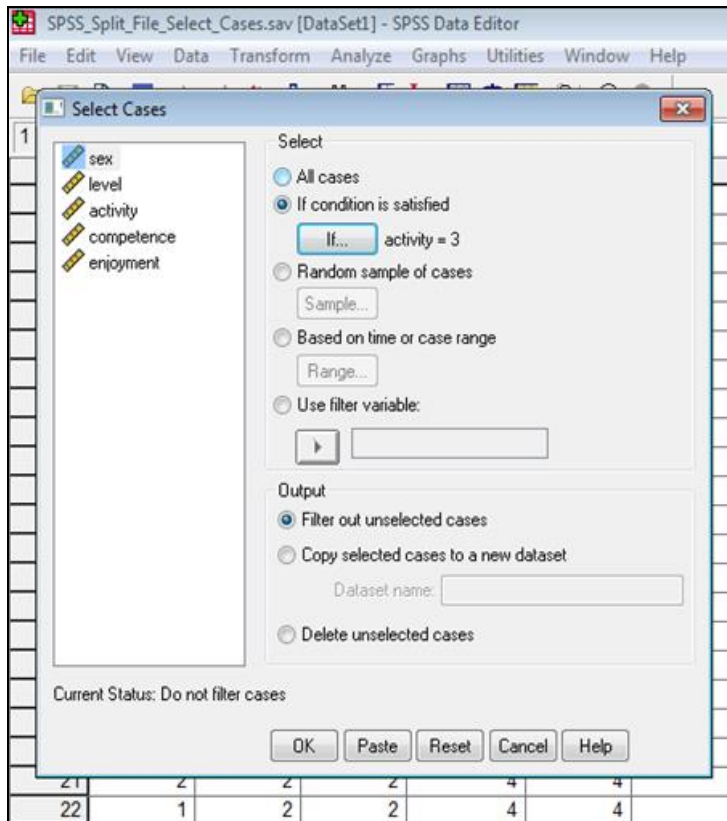 SPSS_Split_File_Select_Cases.sav [DataSet1] - SPSS Data Editor
File Edit View Data Transform Analyze Graphs Utilities Window Help
Select Cases
1
sex
level
activity
competence
enjoyment
Select
All cases
If condition is satisfied
If... activity = 3
Random sample of cases
Sample...
Based on time or case range
Range...
Use filter variable:
Output
Filter out unselected cases
Copy selected cases to a new dataset
Dataset name:
Delete unselected cases
Current Status: Do not filter cases
OK Paste Reset Cancel Help
21 2 2 2 4 4
22 1 2 2 4 4